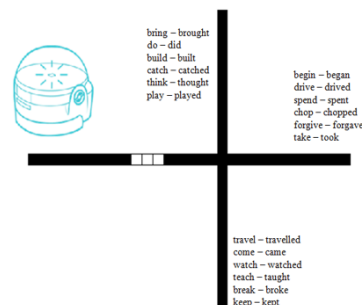 bring – brought
do – did
build – built
catch – catched
think – thought
play – played
begin – began
drive – drived
spend – spent
chop – chopped
forgive – forgave
take – took
travel – travelled
come – came
watch – watched
teach – taught
break – broke
keep – kept